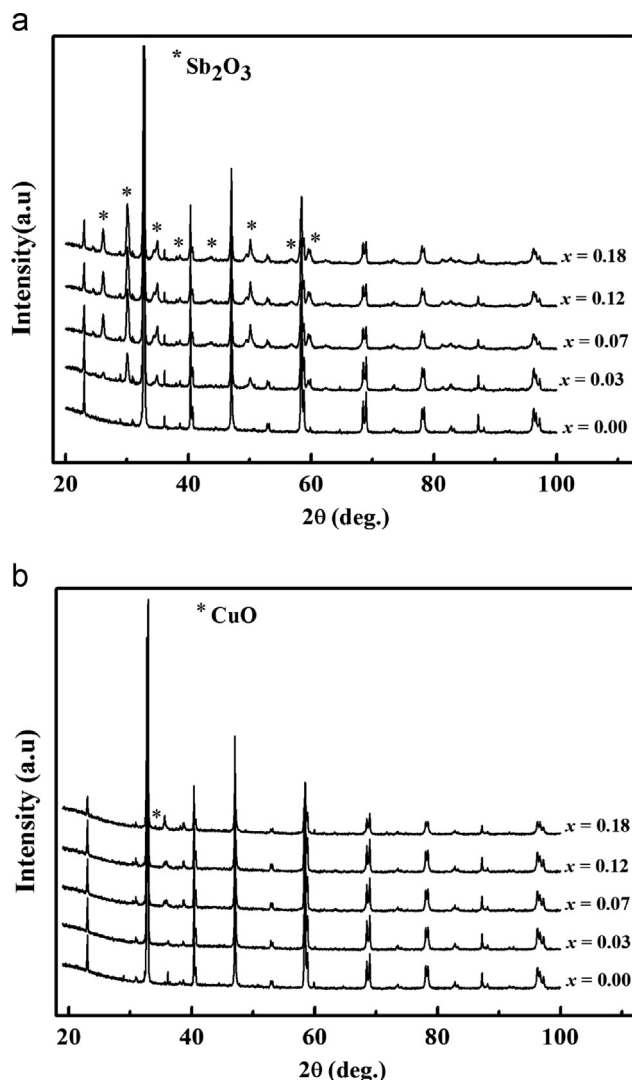 a
* Sb₂O₃
* * * * * * * *
Intensity(a.u)
x = 0.18
x = 0.12
x = 0.07
x = 0.03
x = 0.00
20 40 60 80 100
2θ (deg.)
b
* CuO
*
Intensity (a.u)
x = 0.18
x = 0.12
x = 0.07
x = 0.03
x = 0.00
20 40 60 80 100
2θ (deg.)